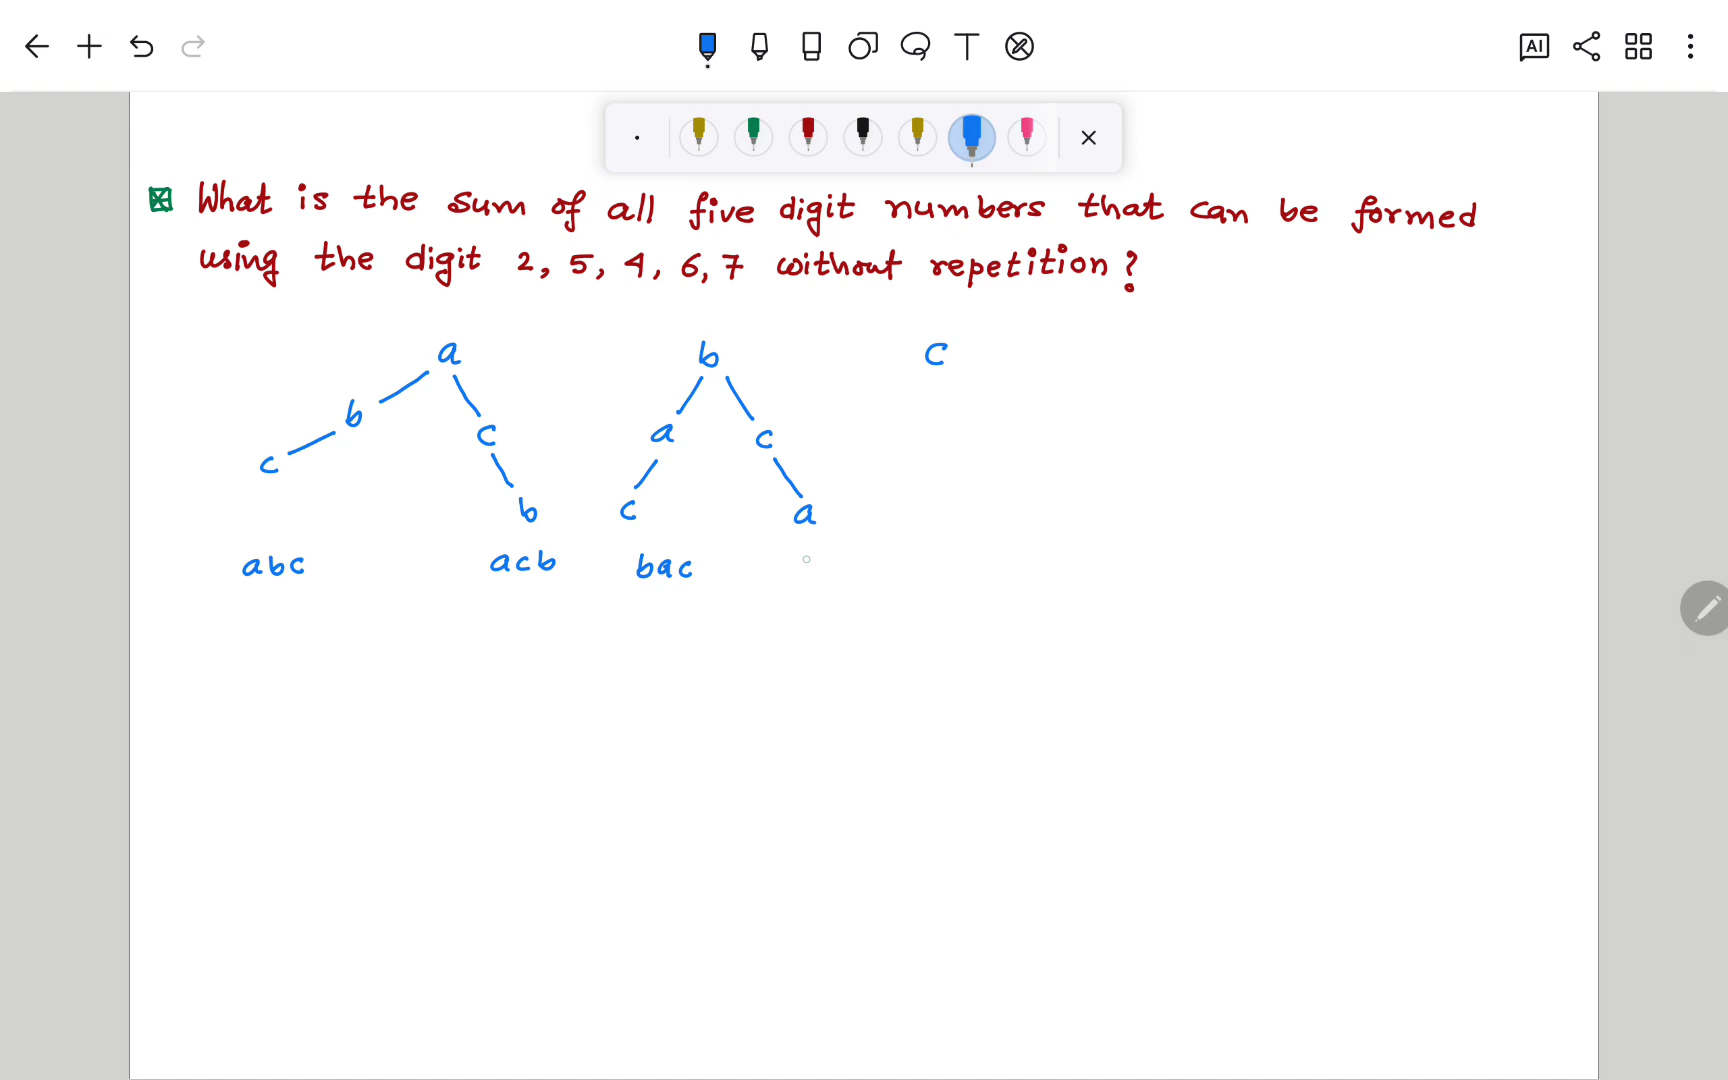 T
AI
What is the sum of all five digit numbers that can be formed
using the digit 2, 5, 4, 6, 7 without repetition ?
a b c
b c a c
c b c a
abc acb bac